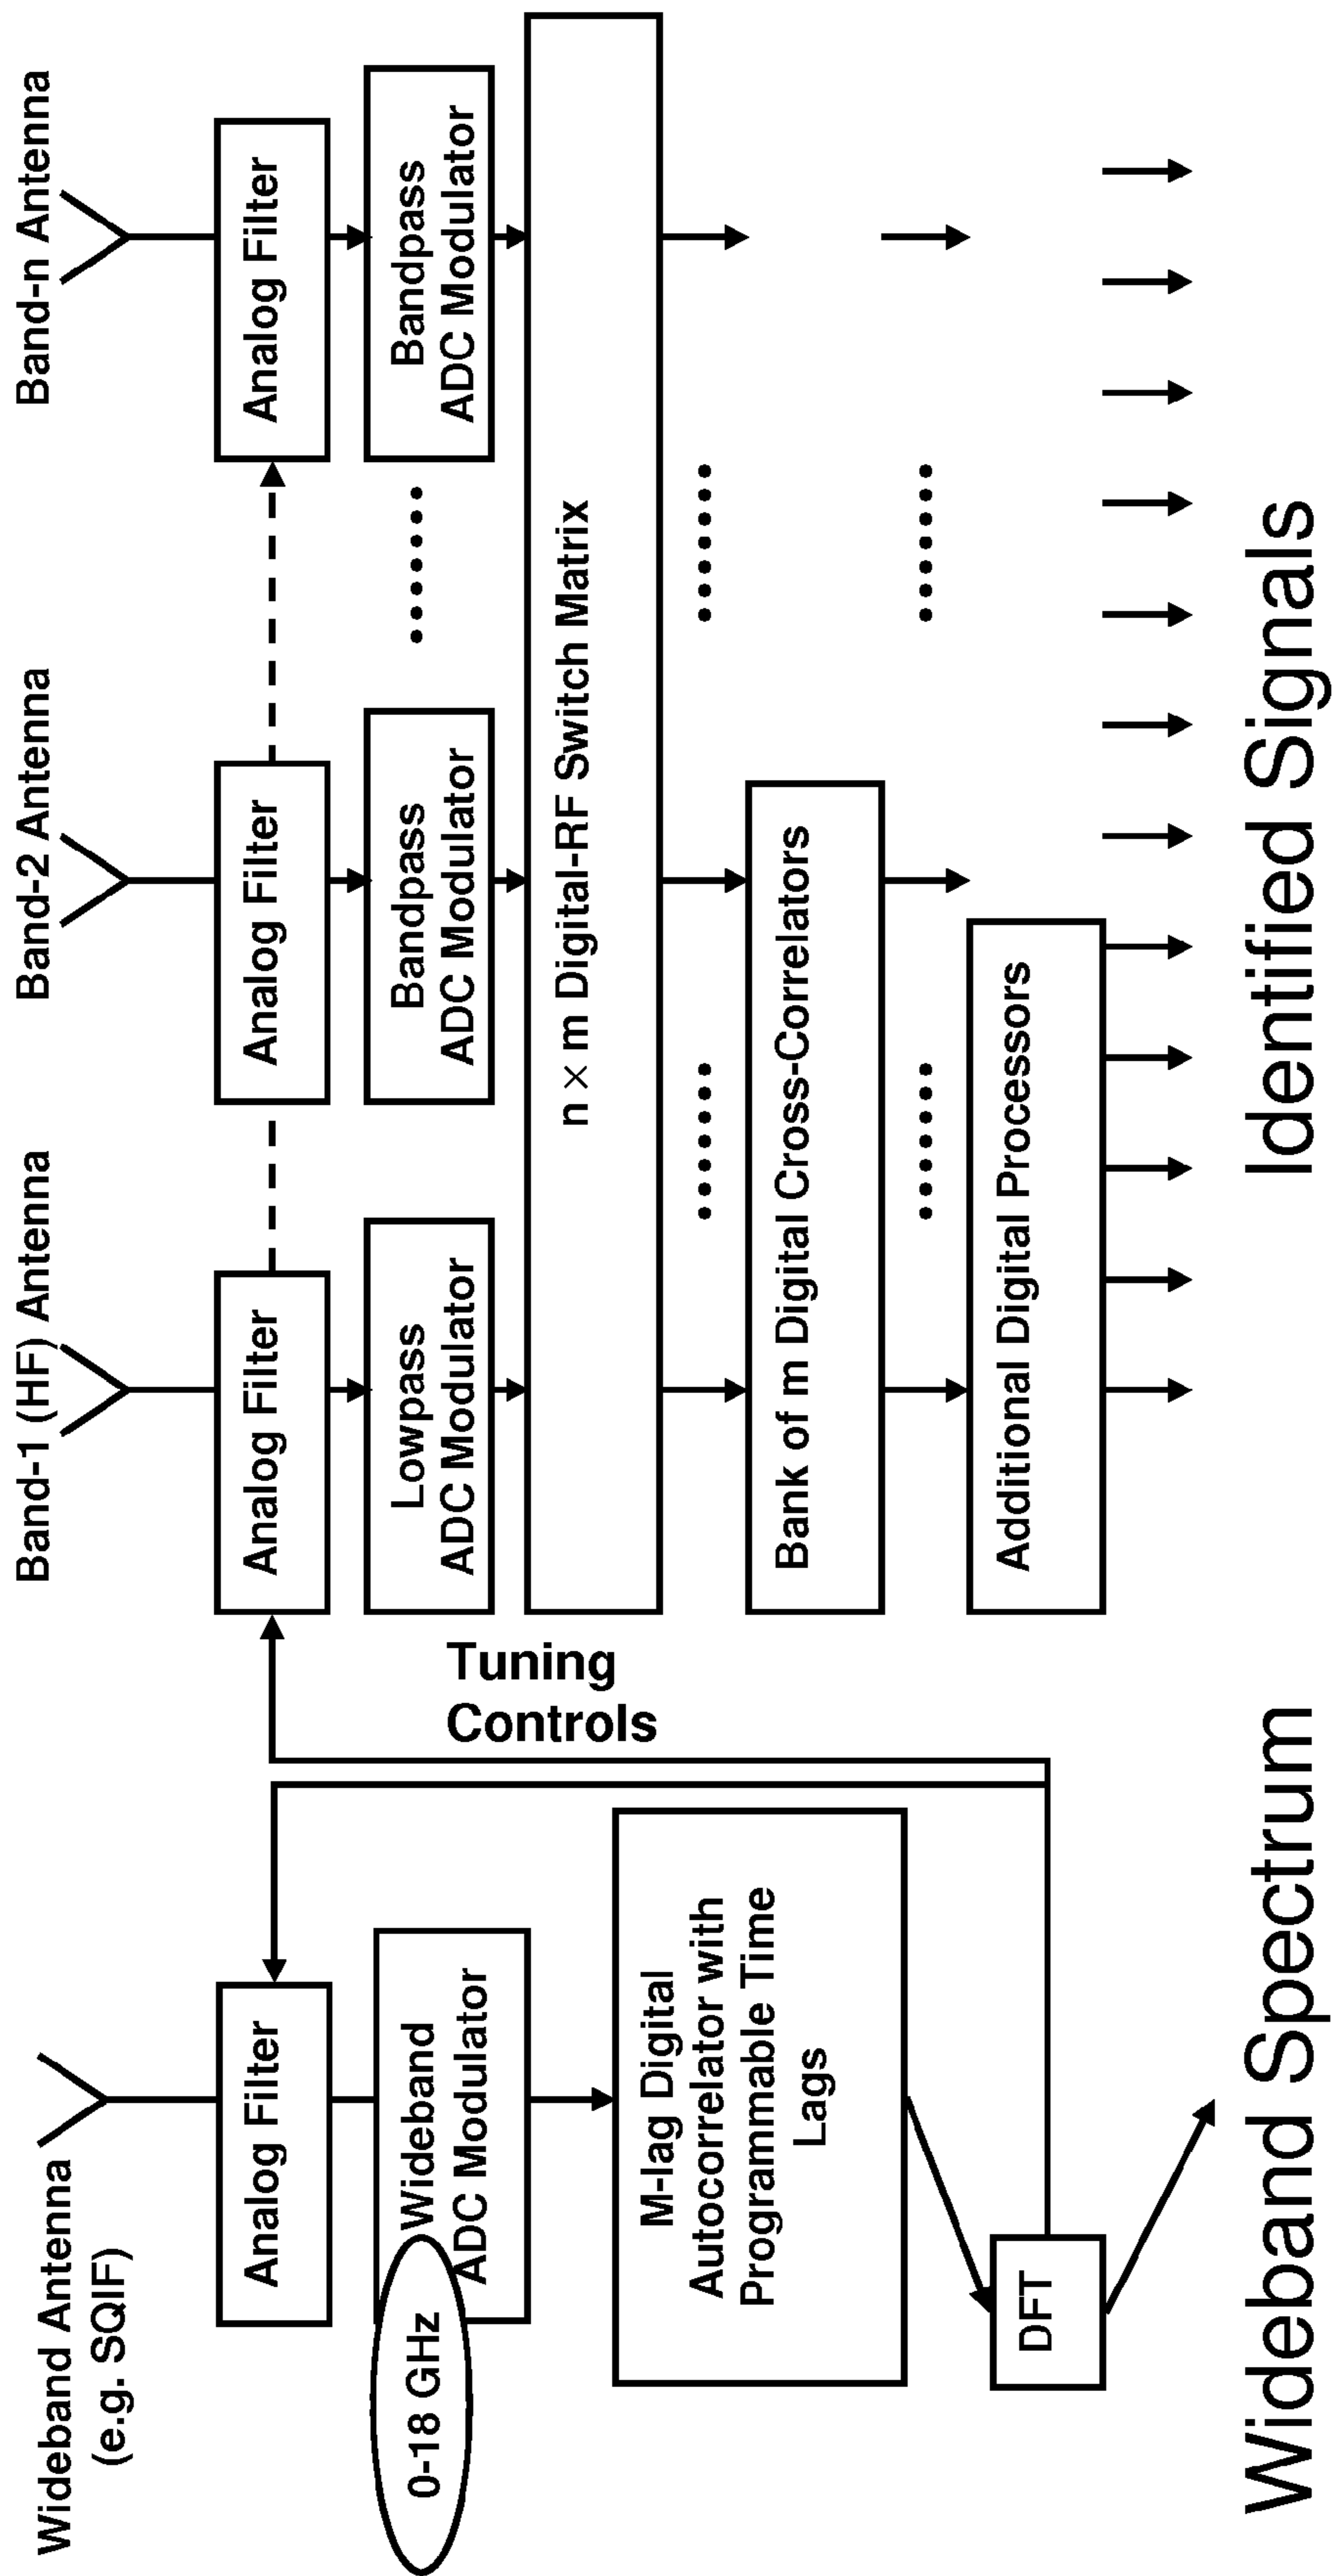 Wideband Antenna
(e.g. SQIF)
Analog Filter
0-18 GHz
Wideband
ADC Modulator
M-lag Digital
Autocorrelator with
Programmable Time
Lags
DFT
Wideband Spectrum
Tuning
Controls
Band-1 (HF) Antenna
Band-2 Antenna
Band-n Antenna
Analog Filter
Analog Filter
Analog Filter
Lowpass
ADC Modulator
Bandpass
ADC Modulator
Bandpass
ADC Modulator
n × m Digital-RF Switch Matrix
Bank of m Digital Cross-Correlators
Additional Digital Processors
Identified Signals